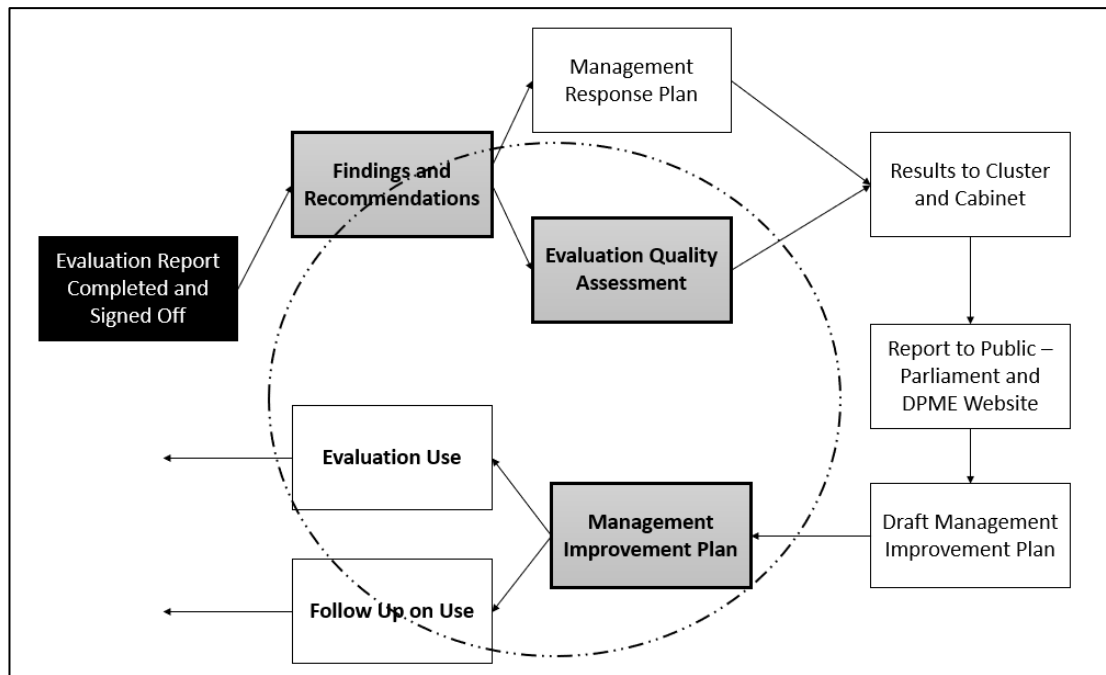 Management
Response Plan
Findings and
Recommendations
Results to Cluster
and Cabinet
Evaluation Report
Completed and
Signed Off
Evaluation Quality
Assessment
Report to Public –
Parliament and
DPME Website
Evaluation Use
Management
Improvement Plan
Draft Management
Improvement Plan
Follow Up on Use